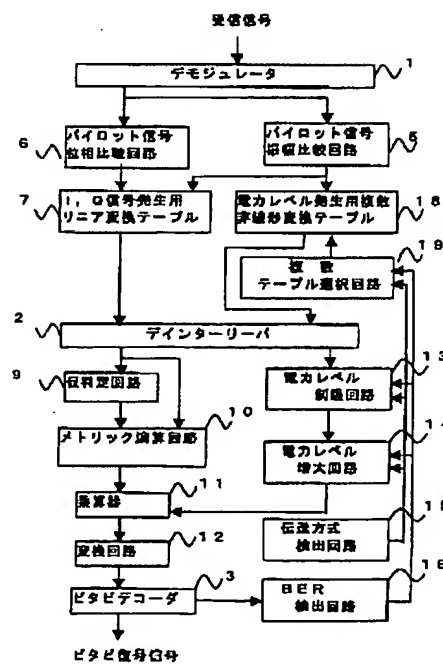 受信信号
デモジュレータ
1
6
パイロット信号
位相比較回路
パイロット信号
振幅比較回路
5
7
I,Q信号発生用
リニア変換テーブル
電力レベル発生用複数
非線形変換テーブル
18
複数
テーブル選択回路
19
2
デインターリーバ
9
仮判定回路
電力レベル
制限回路
13
メトリック演算回路
10
電力レベル
増大回路
14
乗算器
11
伝送方式
検出回路
15
変換回路
12
ビタビデコーダ
3
BER
検出回路
16
ビタビ復号信号